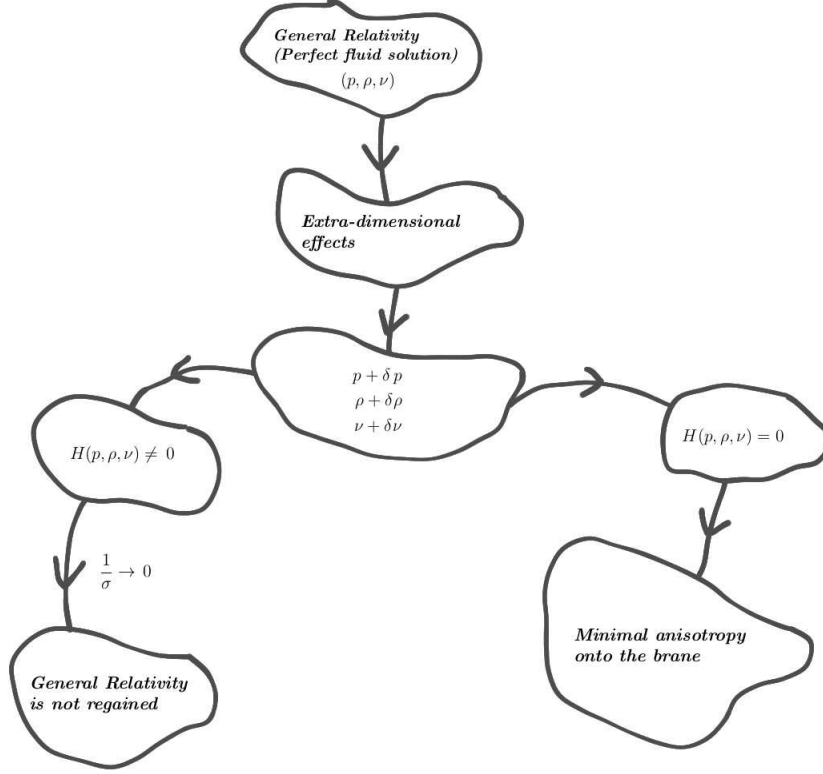 General Relativity
(Perfect fluid solution)
(p, ρ, ν)
Extra-dimensional
effects
p + δ p
ρ + δρ
ν + δν
H(p, ρ, ν) ≠ 0
H(p, ρ, ν) = 0
1/σ → 0
Minimal anisotropy
onto the brane
General Relativity
is not regained